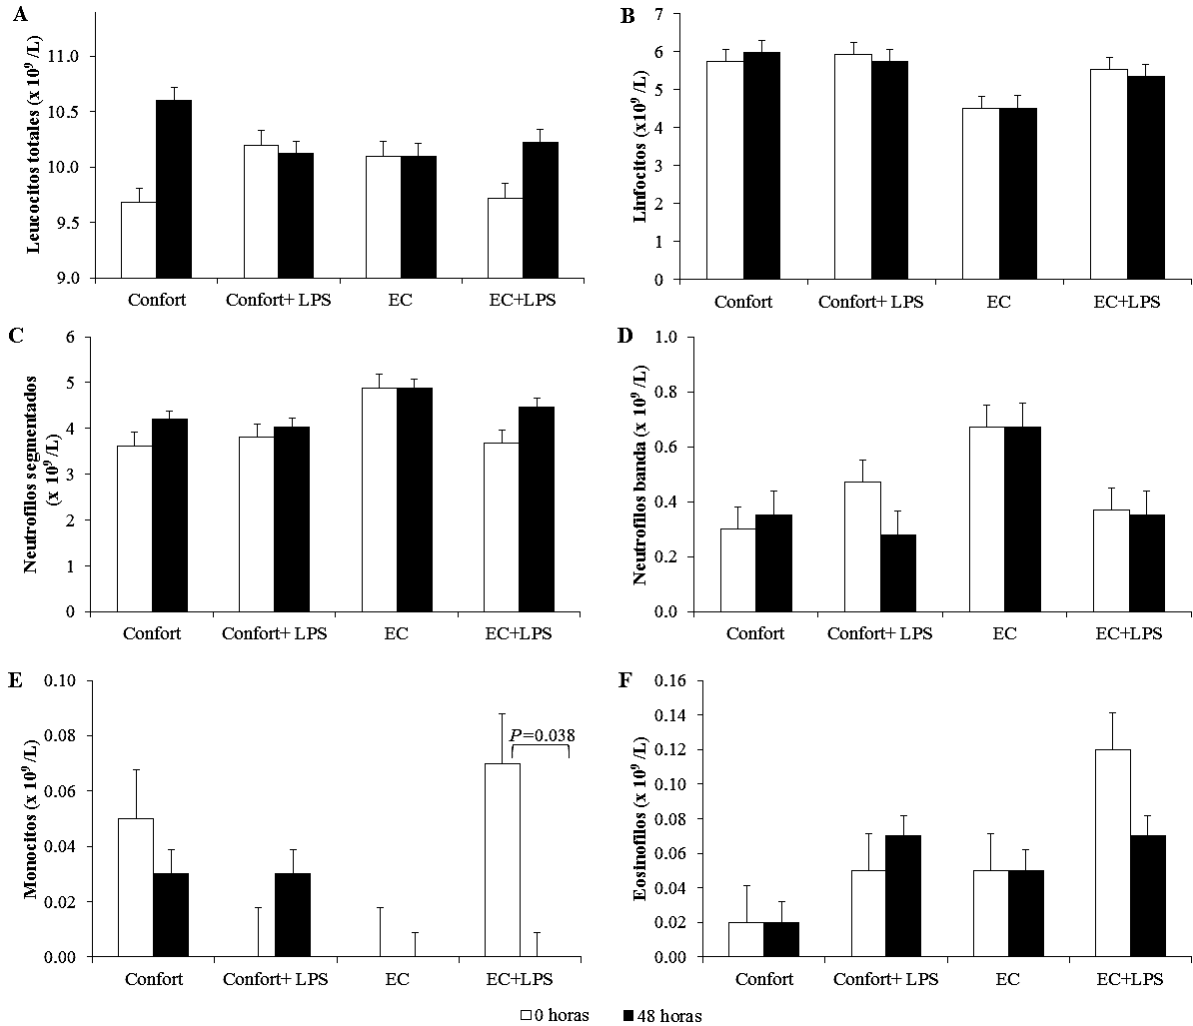 A
Leucocitos totales (x 10⁹ /L)
11.0
10.5
10.0
9.5
9.0
Confort Confort+ LPS EC EC+LPS
B
Linfocitos (x10⁹ /L)
7
6
5
4
3
2
1
0
Confort Confort+ LPS EC EC+LPS
C
Neutrofilos segmentados
(x 10⁹ /L)
6
5
4
3
2
1
0
Confort Confort+ LPS EC EC+LPS
D
Neutrofilos banda (x 10⁹ /L)
1.0
0.8
0.6
0.4
0.2
0.0
Confort Confort+ LPS EC EC+LPS
E
Monocitos (x 10⁹ /L)
0.10
0.08
0.06
0.04
0.02
0.00
P=0.038
Confort Confort+ LPS EC EC+LPS
F
Eosinofilos (x 10⁹ /L)
0.16
0.14
0.12
0.10
0.08
0.06
0.04
0.02
0.00
Confort Confort+ LPS EC EC+LPS
0 horas 48 horas